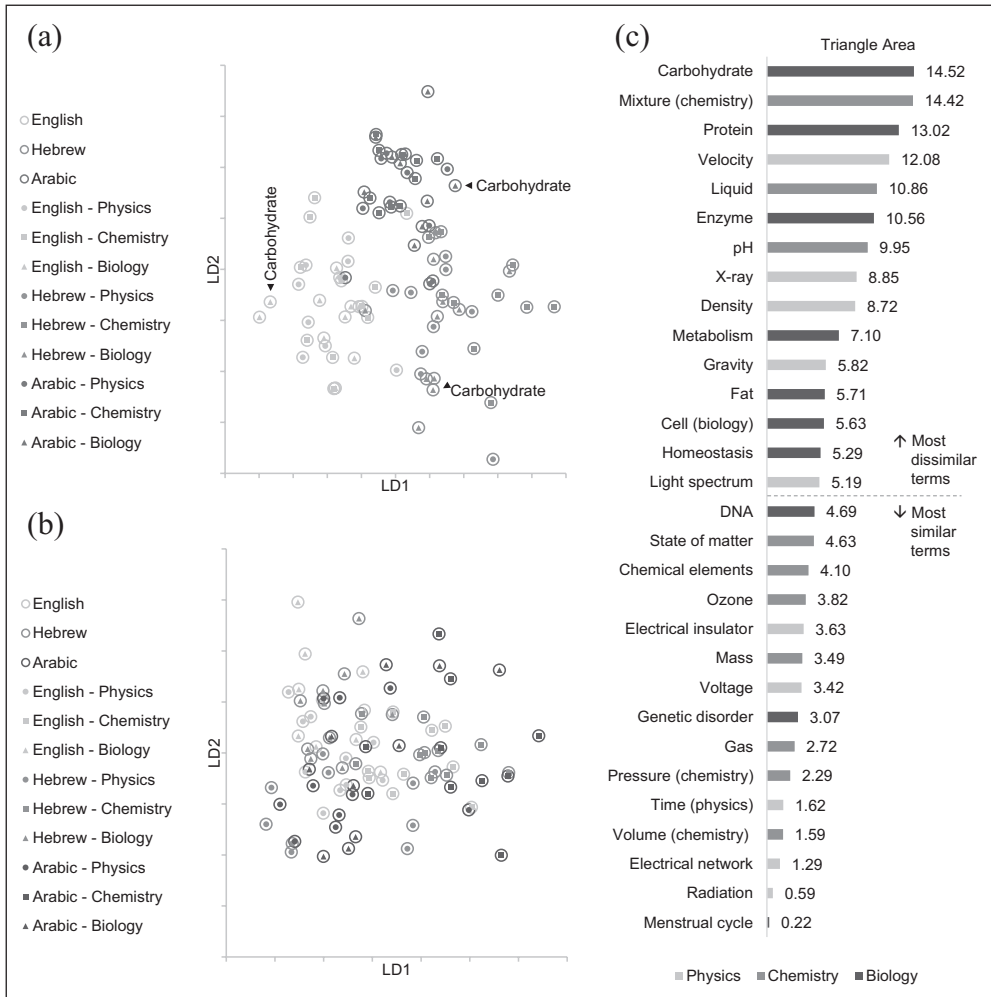 (a)
English
Hebrew
Arabic
English - Physics
English - Chemistry
English - Biology
Hebrew - Physics
Hebrew - Chemistry
Hebrew - Biology
Arabic - Physics
Arabic - Chemistry
Arabic - Biology
LD2
Carbohydrate
Carbohydrate
Carbohydrate
LD1
(b)
English
Hebrew
Arabic
English - Physics
English - Chemistry
English - Biology
Hebrew - Physics
Hebrew - Chemistry
Hebrew - Biology
Arabic - Physics
Arabic - Chemistry
Arabic - Biology
LD2
LD1
(c)
Triangle Area
Carbohydrate 14.52
Mixture (chemistry) 14.42
Protein 13.02
Velocity 12.08
Liquid 10.86
Enzyme 10.56
pH 9.95
X-ray 8.85
Density 8.72
Metabolism 7.10
Gravity 5.82
Fat 5.71
Cell (biology) 5.63
Homeostasis 5.29
Light spectrum 5.19
↑ Most
dissimilar
terms
DNA 4.69
State of matter 4.63
↓ Most
similar
terms
Chemical elements 4.10
Ozone 3.82
Electrical insulator 3.63
Mass 3.49
Voltage 3.42
Genetic disorder 3.07
Gas 2.72
Pressure (chemistry) 2.29
Time (physics) 1.62
Volume (chemistry) 1.59
Electrical network 1.29
Radiation 0.59
Menstrual cycle 0.22
Physics Chemistry Biology